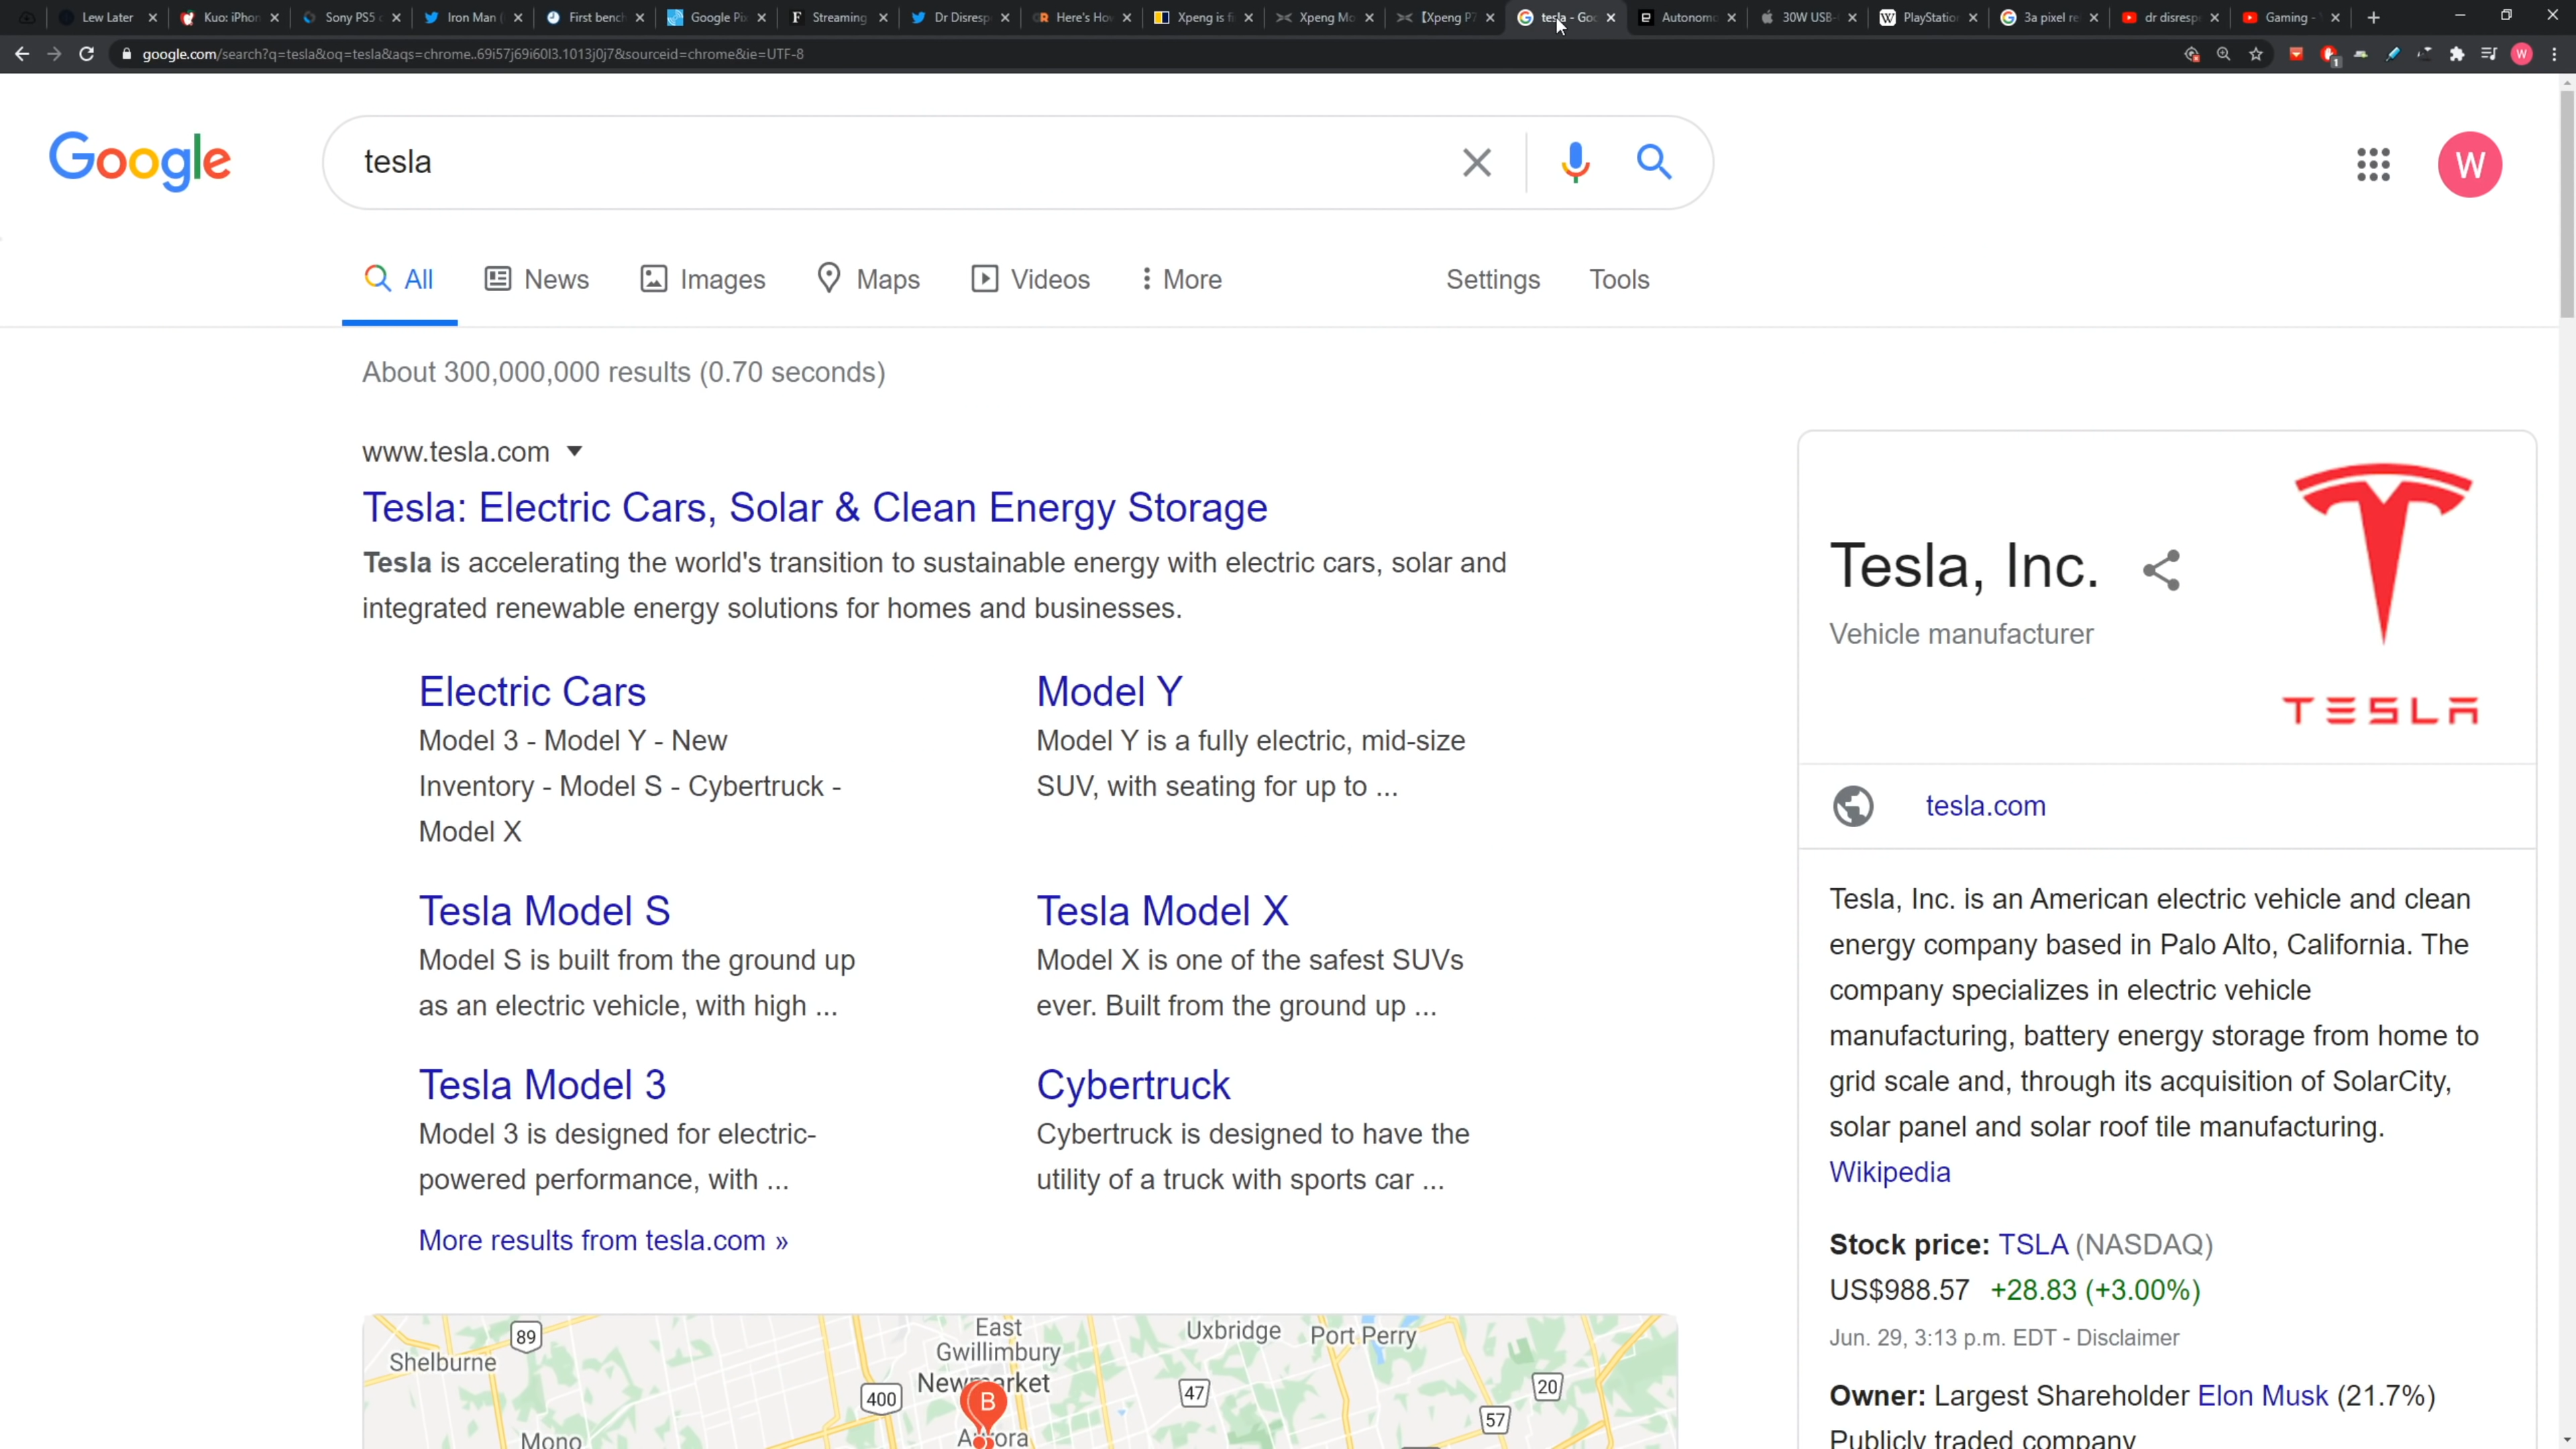 Lew Later
Kuo: iPhon
Sony PS5
Iron Man
First bench
Google Pix
Streaming
Dr Disresp
Here's How
Xpeng is
Xpeng Mo
[Xpeng P7
tesla - Goo
Autonomo
30W USB-
PlayStation
3a pixel re
dr disresp
Gaming -
google.com/search?q=tesla&oq=tesla&aqs=chrome..69i57j69i60l3.1013j0j7&sourceid=chrome&ie=UTF-8
Google
tesla
W
All
News
Images
Maps
Videos
More
Settings
Tools
About 300,000,000 results (0.70 seconds)
www.tesla.com
Tesla: Electric Cars, Solar & Clean Energy Storage
Tesla is accelerating the world's transition to sustainable energy with electric cars, solar and
integrated renewable energy solutions for homes and businesses.
Electric Cars
Model 3 - Model Y - New
Inventory - Model S - Cybertruck -
Model X
Model Y
Model Y is a fully electric, mid-size
SUV, with seating for up to ...
Tesla Model S
Model S is built from the ground up
as an electric vehicle, with high ...
Tesla Model X
Model X is one of the safest SUVs
ever. Built from the ground up ...
Tesla Model 3
Model 3 is designed for electric-
powered performance, with ...
Cybertruck
Cybertruck is designed to have the
utility of a truck with sports car ...
More results from tesla.com »
89
Shelburne
East
Gwillimbury
Newmarket
Uxbridge
Port Perry
400
B
47
20
57
Aurora
Mono
Tesla, Inc.
Vehicle manufacturer
TESLA
tesla.com
Tesla, Inc. is an American electric vehicle and clean
energy company based in Palo Alto, California. The
company specializes in electric vehicle
manufacturing, battery energy storage from home to
grid scale and, through its acquisition of SolarCity,
solar panel and solar roof tile manufacturing.
Wikipedia
Stock price: TSLA (NASDAQ)
US$988.57 +28.83 (+3.00%)
Jun. 29, 3:13 p.m. EDT - Disclaimer
Owner: Largest Shareholder Elon Musk (21.7%)
Publicly traded company